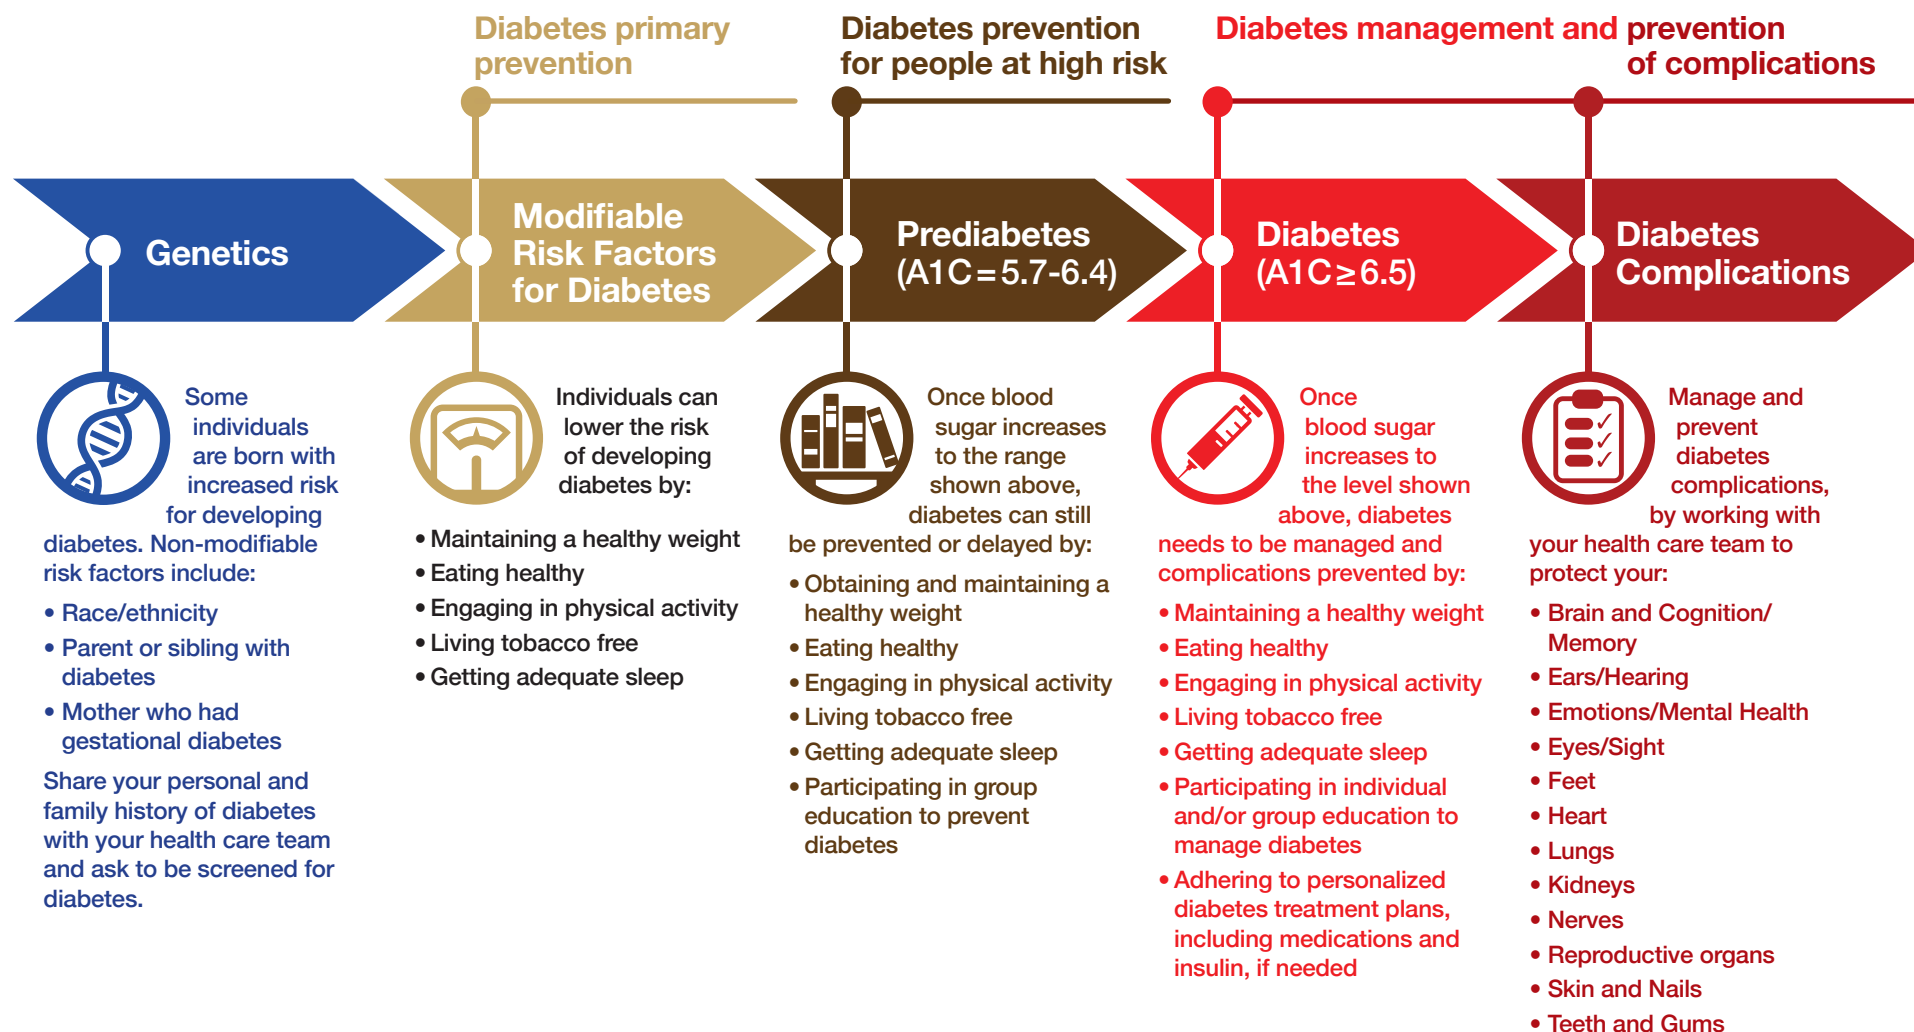 Diabetes primary
prevention
Diabetes prevention
for people at high risk
Diabetes management and prevention
of complications
Genetics
Modifiable
Risk Factors
for Diabetes
Prediabetes
(A1C = 5.7-6.4)
Diabetes
(A1C ≥ 6.5)
Diabetes
Complications
Some
individuals
are born with
increased risk
for developing
diabetes. Non-modifiable
risk factors include:
• Race/ethnicity
• Parent or sibling with
diabetes
• Mother who had
gestational diabetes
Share your personal and
family history of diabetes
with your health care team
and ask to be screened for
diabetes.
Individuals can
lower the risk
of developing
diabetes by:
• Maintaining a healthy weight
• Eating healthy
• Engaging in physical activity
• Living tobacco free
• Getting adequate sleep
Once blood
sugar increases
to the range
shown above,
diabetes can still
be prevented or delayed by:
• Obtaining and maintaining a
healthy weight
• Eating healthy
• Engaging in physical activity
• Living tobacco free
• Getting adequate sleep
• Participating in group
education to prevent
diabetes
Once
blood sugar
increases to
the level shown
above, diabetes
needs to be managed and
complications prevented by:
• Maintaining a healthy weight
• Eating healthy
• Engaging in physical activity
• Living tobacco free
• Getting adequate sleep
• Participating in individual
and/or group education to
manage diabetes
• Adhering to personalized
diabetes treatment plans,
including medications and
insulin, if needed
Manage and
prevent
diabetes
complications,
by working with
your health care team to
protect your:
• Brain and Cognition/
Memory
• Ears/Hearing
• Emotions/Mental Health
• Eyes/Sight
• Feet
• Heart
• Lungs
• Kidneys
• Nerves
• Reproductive organs
• Skin and Nails
• Teeth and Gums